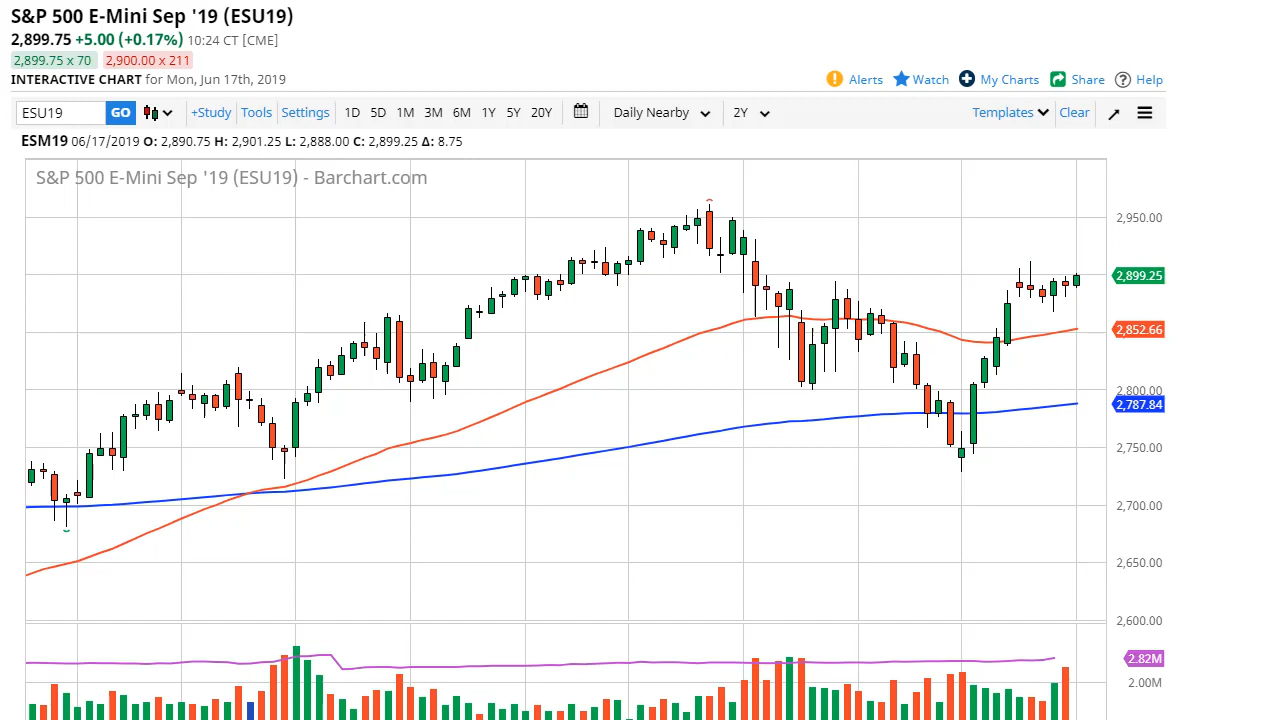 S&P 500 E-Mini Sep '19 (ESU19)
2,899.75 +5.00 (+0.17%) 10:24 CT [CME]
2,899.75 x 70 2,900.00 x 211
INTERACTIVE CHART for Mon, Jun 17th, 2019
Alerts Watch My Charts Share Help
ESU19 GO +Study Tools Settings 1D 5D 1M 3M 6M 1Y 5Y 20Y Daily Nearby 2Y Templates Clear
ESM19 06/17/2019 O: 2,890.75 H: 2,901.25 L: 2,888.00 C: 2,899.25 Δ: 8.75
S&P 500 E-Mini Sep '19 (ESU19) - Barchart.com
2,950.00
2,899.25
2,852.66
2,800.00
2,787.84
2,750.00
2,700.00
2,650.00
2,600.00
2.82M
2.00M